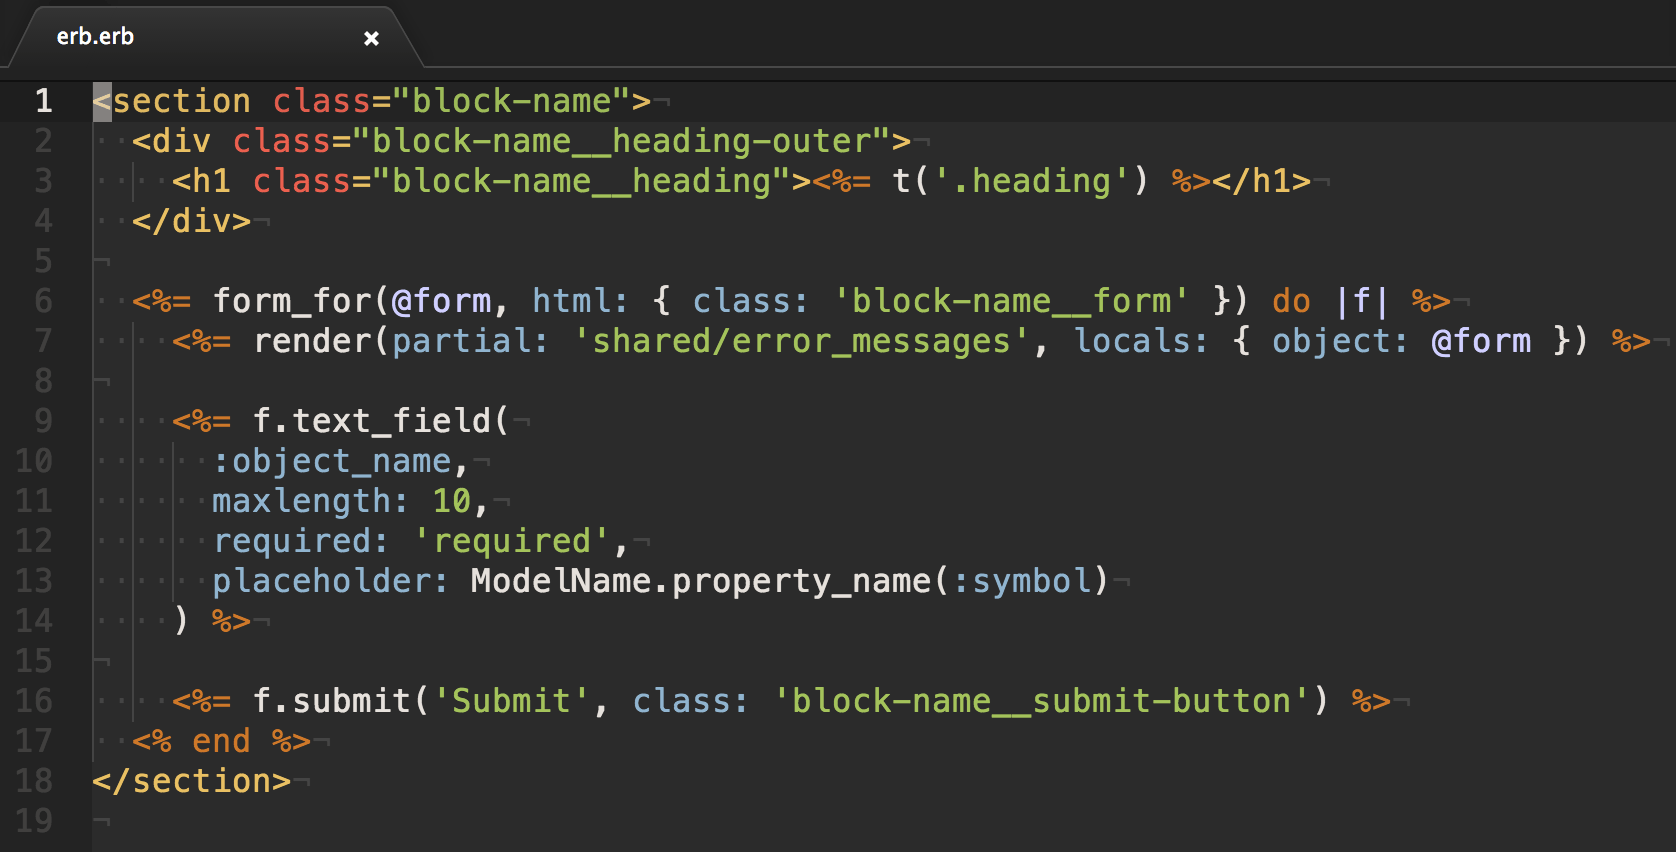 erb.erb ×
1 <section class="block-name">¬
2 ··<div class="block-name__heading-outer">¬
3 ····<h1 class="block-name__heading"><%= t('.heading') %></h1>¬
4 ··</div>¬
5 ¬
6 ··<%= form_for(@form, html: { class: 'block-name__form' }) do |f| %>¬
7 ····<%= render(partial: 'shared/error_messages', locals: { object: @form }) %>¬
8 ¬
9 ····<%= f.text_field(¬
10 ······:object_name,¬
11 ······maxlength: 10,¬
12 ······required: 'required',¬
13 ······placeholder: ModelName.property_name(:symbol)¬
14 ····) %>¬
15 ¬
16 ····<%= f.submit('Submit', class: 'block-name__submit-button') %>¬
17 ··<% end %>¬
18 </section>¬
19 ¬